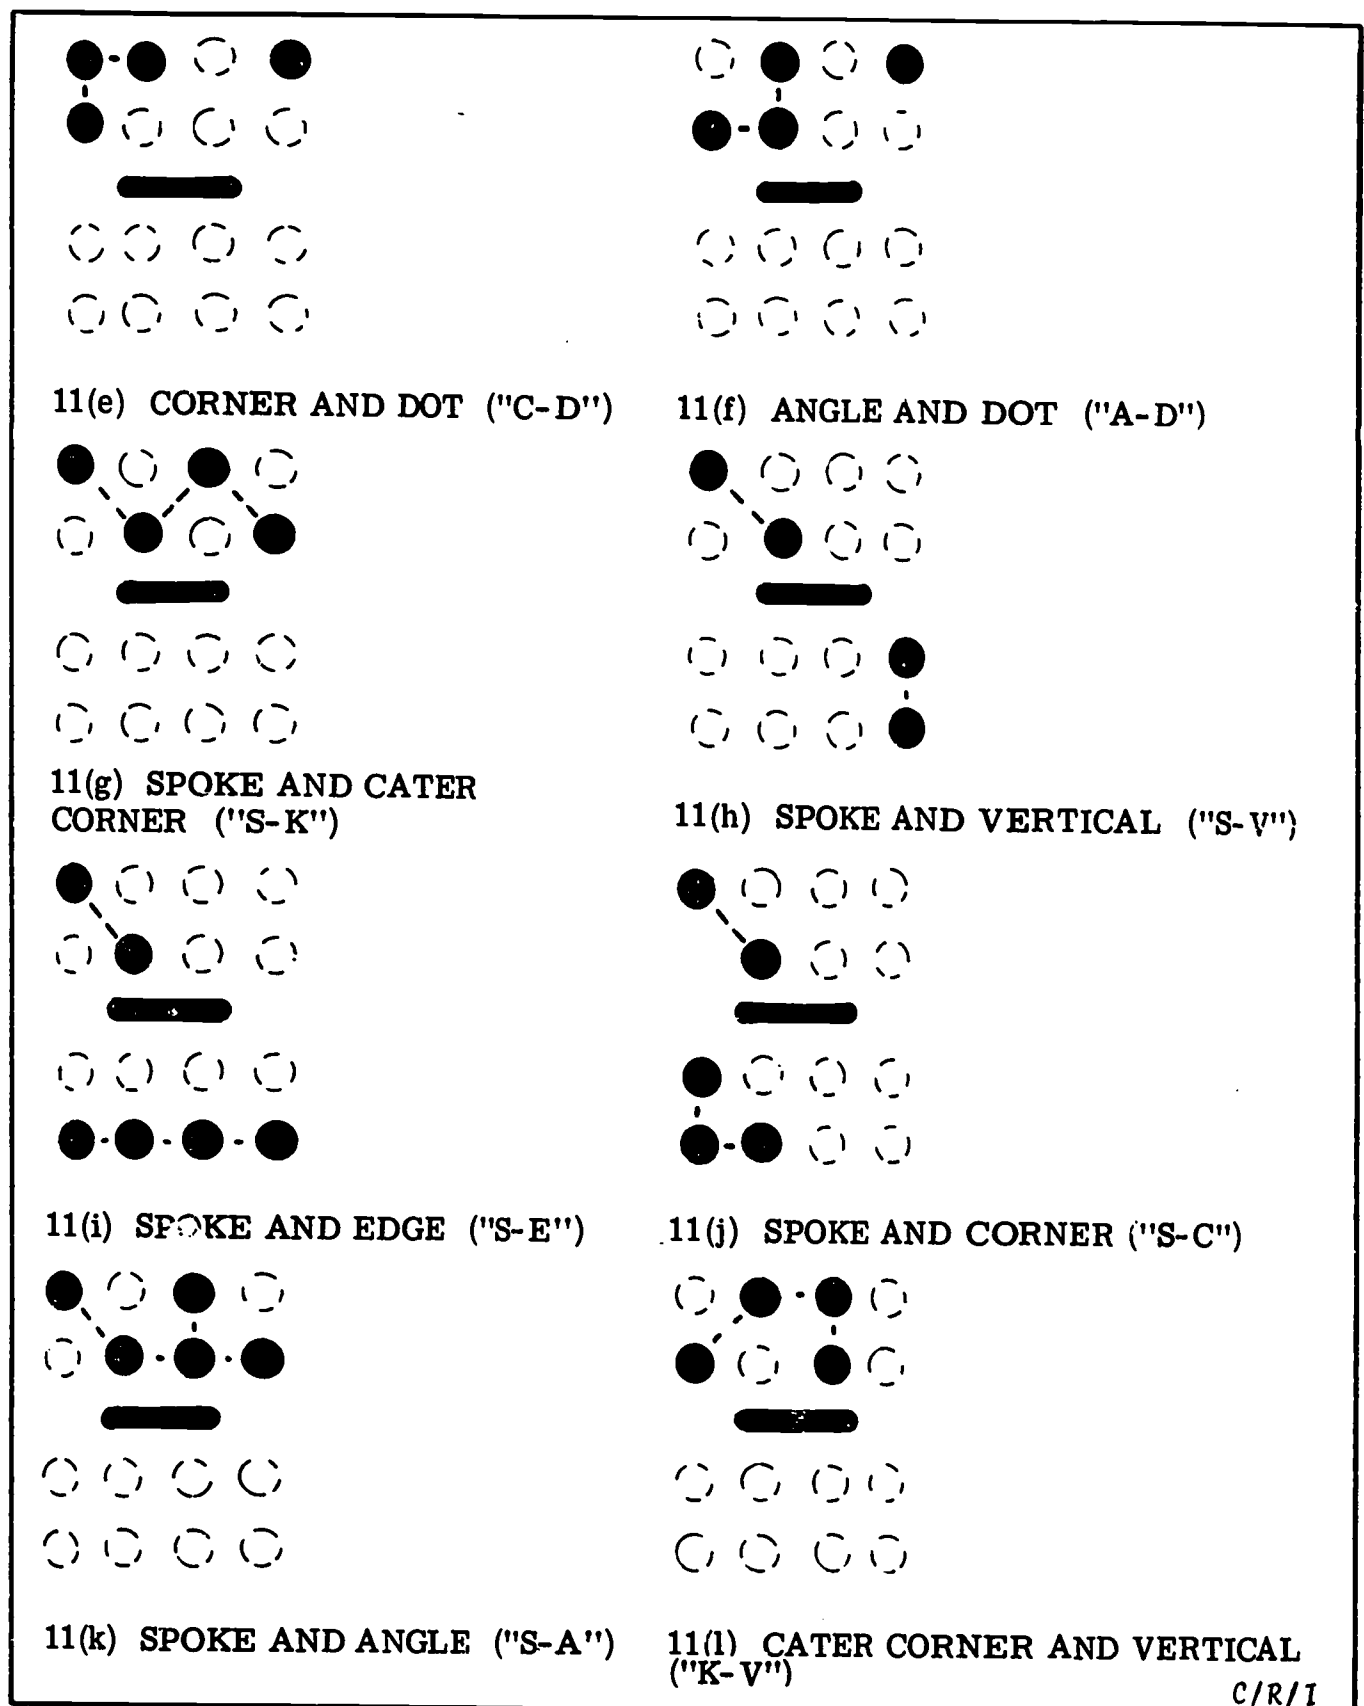 11(e) CORNER AND DOT ("C-D")
11(f) ANGLE AND DOT ("A-D")
11(g) SPOKE AND CATER
CORNER ("S-K")
11(h) SPOKE AND VERTICAL ("S-V")
11(i) SPOKE AND EDGE ("S-E")
11(j) SPOKE AND CORNER ("S-C")
11(k) SPOKE AND ANGLE ("S-A")
11(l) CATER CORNER AND VERTICAL
("K-V")
C/R/I